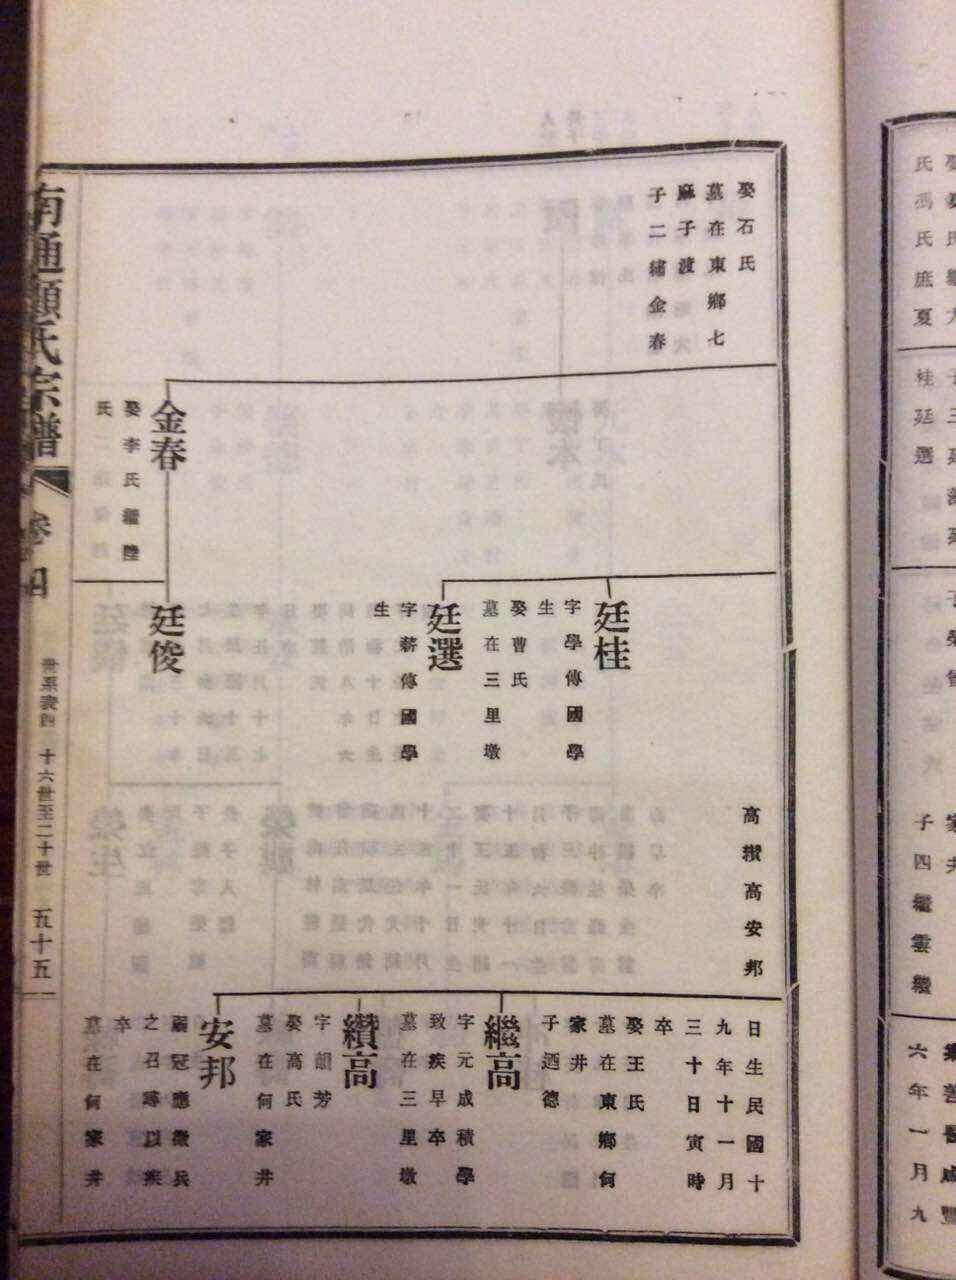 娶石氏
墓在東鄉七
麻子渡
子二繡金春
金春
娶李氏繼陸
氏
廷桂
字學傳國學
生
娶曹氏
墓在三里墩
廷選
字薪傳國學
生
廷俊
高纘高安邦
日生民國十
九年十一月
三十日寅時
卒
娶王氏
墓在東鄉何
家井
子迺德
繼高
字元成積學
致疾早卒
墓在三里墩
纘高
字韻芳
娶高氏
墓在何家井
安邦
弱冠應徵兵
之召嗣以疾
卒
墓在何家井
南通顧氏宗譜
卷四
世系表四 十六世至二十世 五十五
氏馮氏庶夏
桂廷選
子四繼雲繼
六年一月九